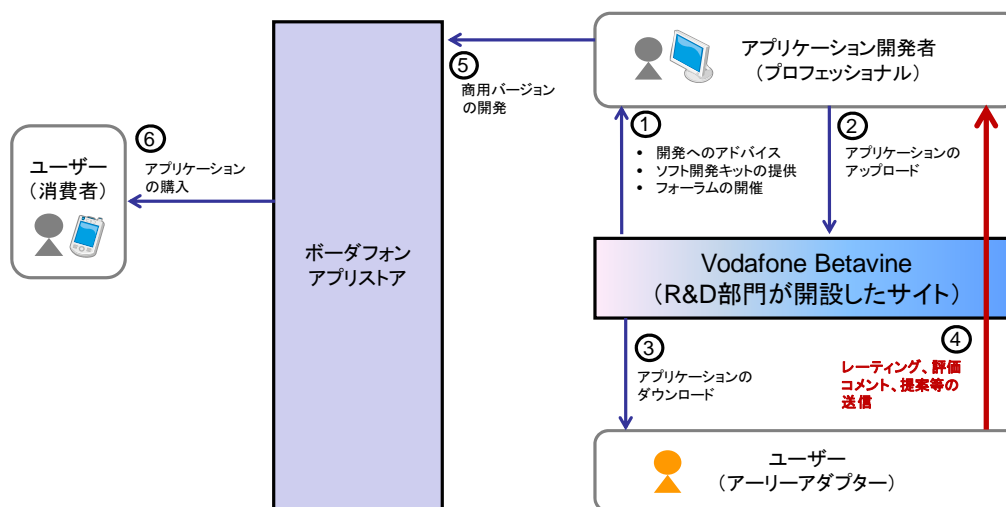 アプリケーション開発者
（プロフェッショナル）
⑤
商用バージョン
の開発
①
• 開発へのアドバイス
• ソフト開発キットの提供
• フォーラムの開催
②
アプリケーションの
アップロード
⑥
アプリケーション
の購入
ユーザー
（消費者）
ボーダフォン
アプリストア
Vodafone Betavine
（R&D部門が開設したサイト）
③
アプリケーションの
ダウンロード
④
レーティング、評価
コメント、提案等の
送信
ユーザー
（アーリーアダプター）